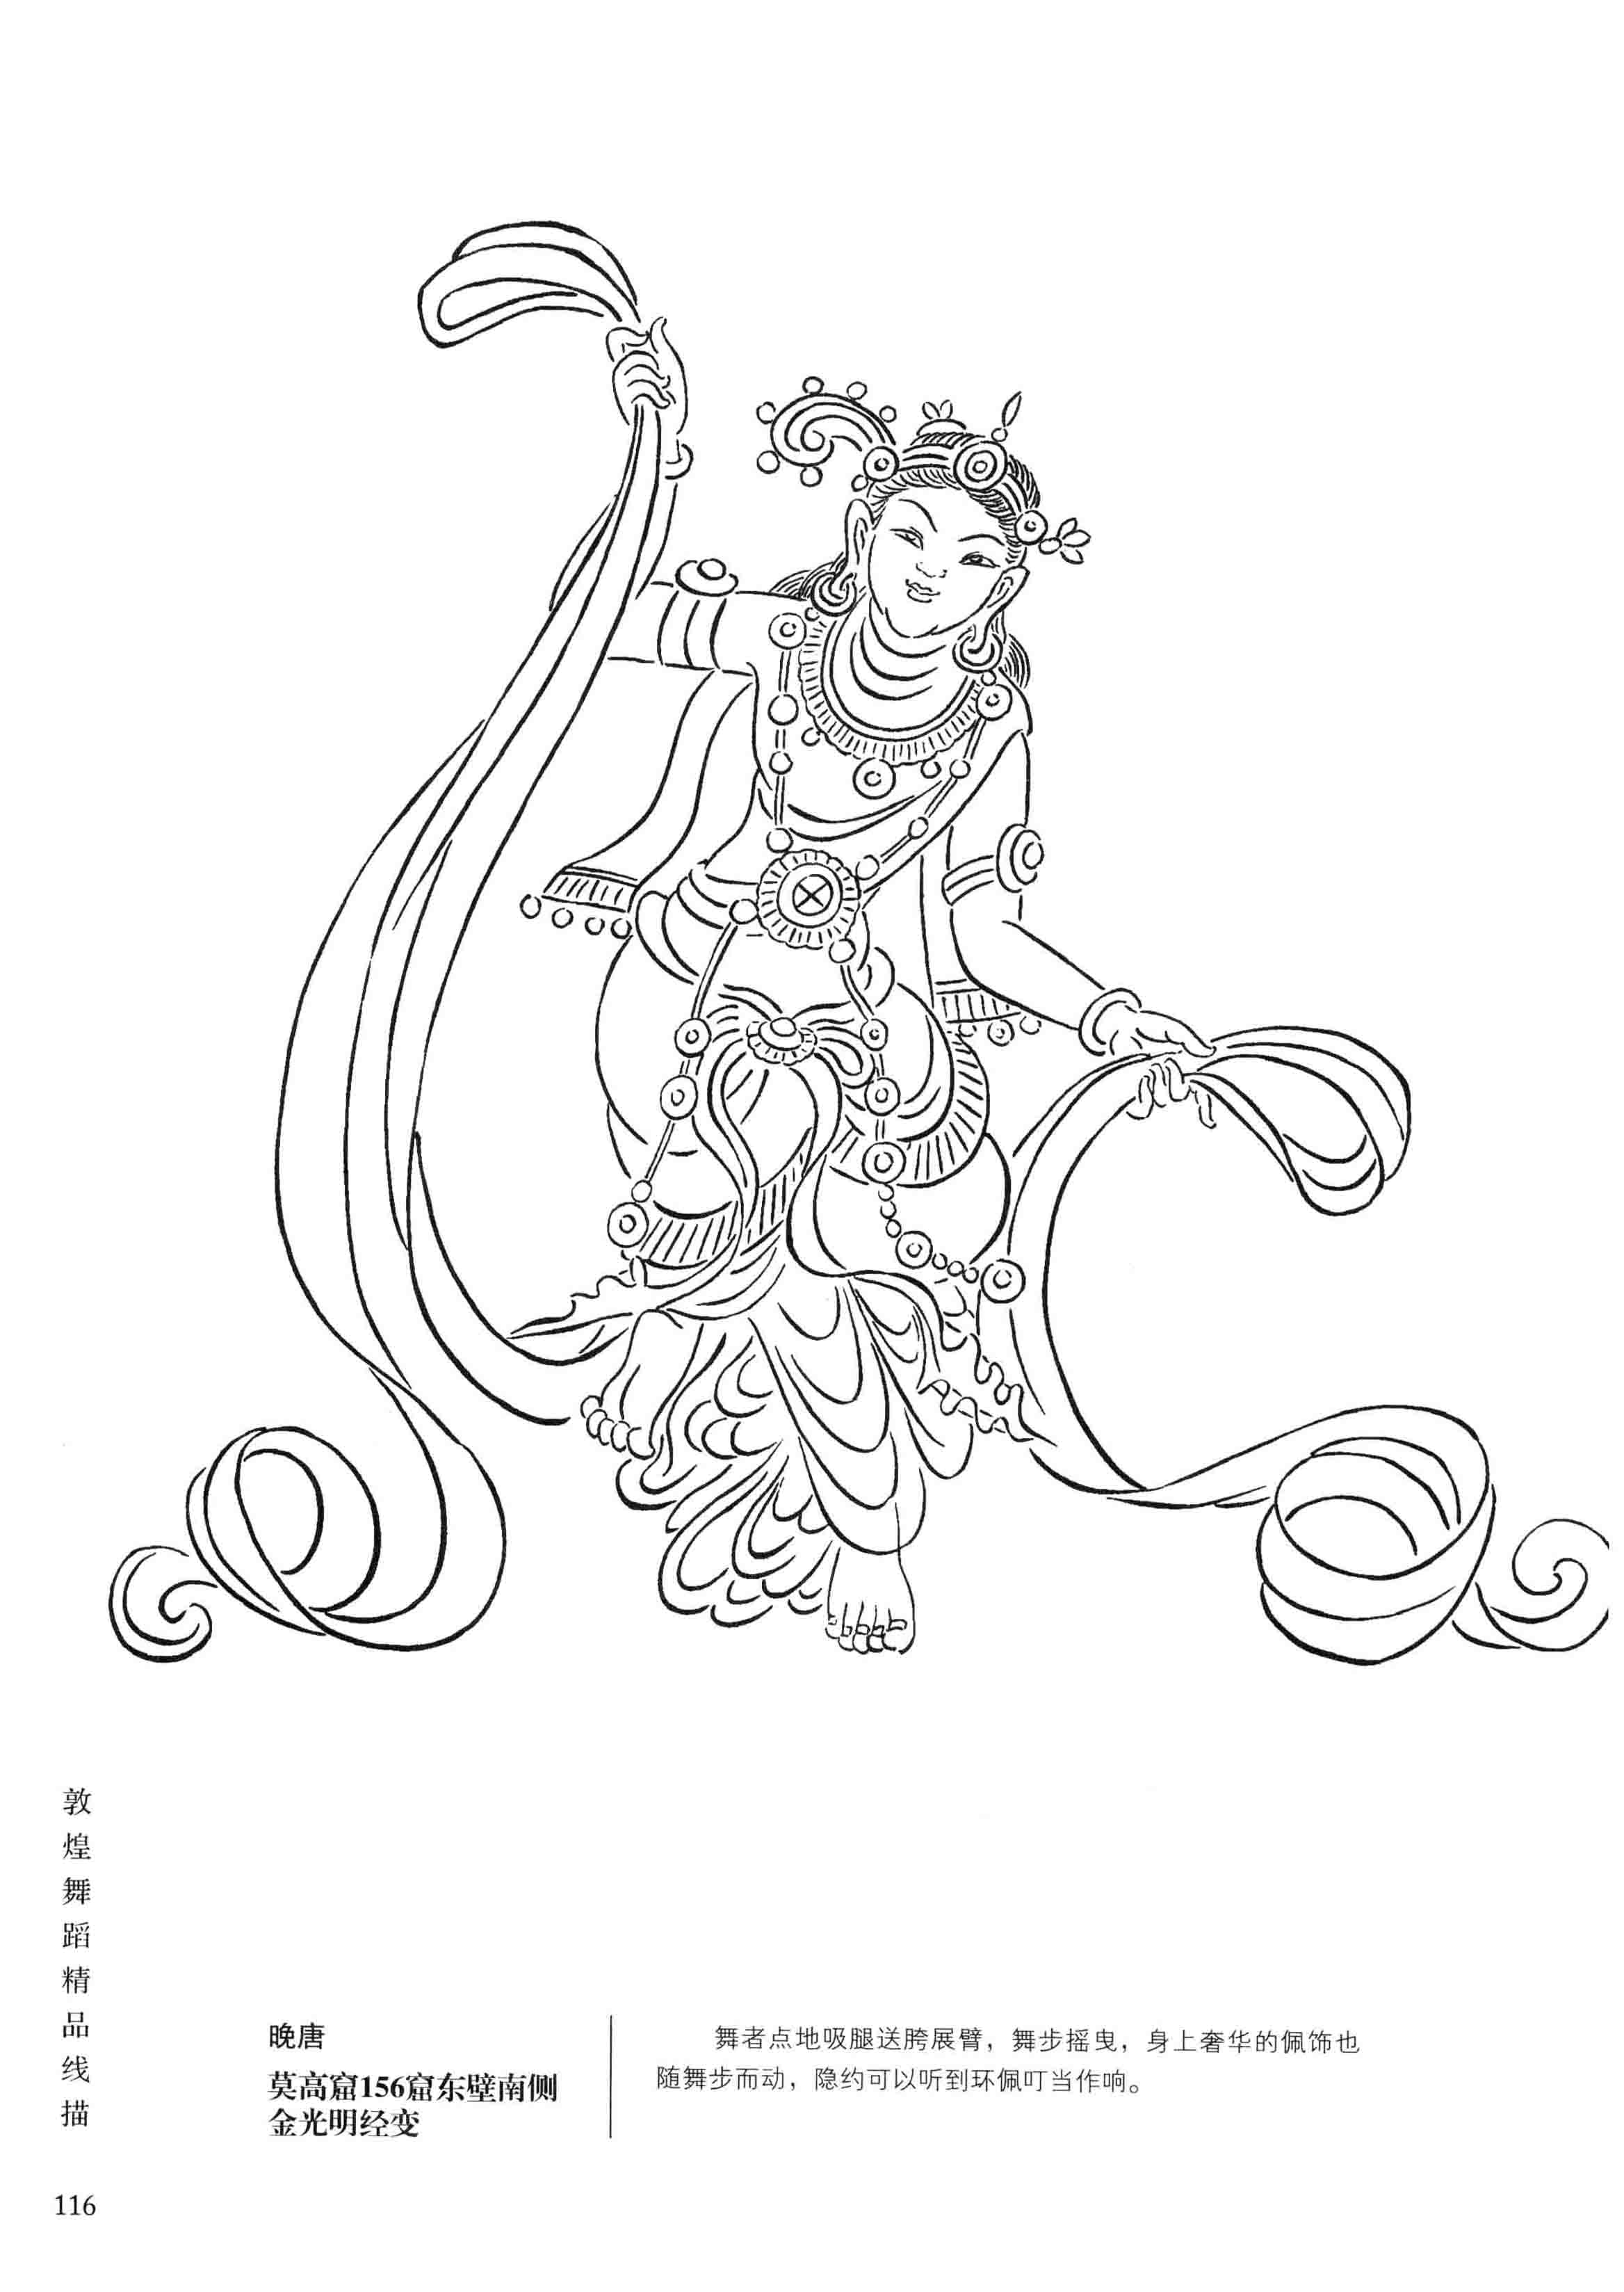 敦煌舞蹈精品线描
晚唐
莫高窟156窟东壁南侧
金光明经变
舞者点地吸腿送胯展臂，舞步摇曳，身上奢华的佩饰也
随舞步而动，隐约可以听到环佩叮当作响。
116